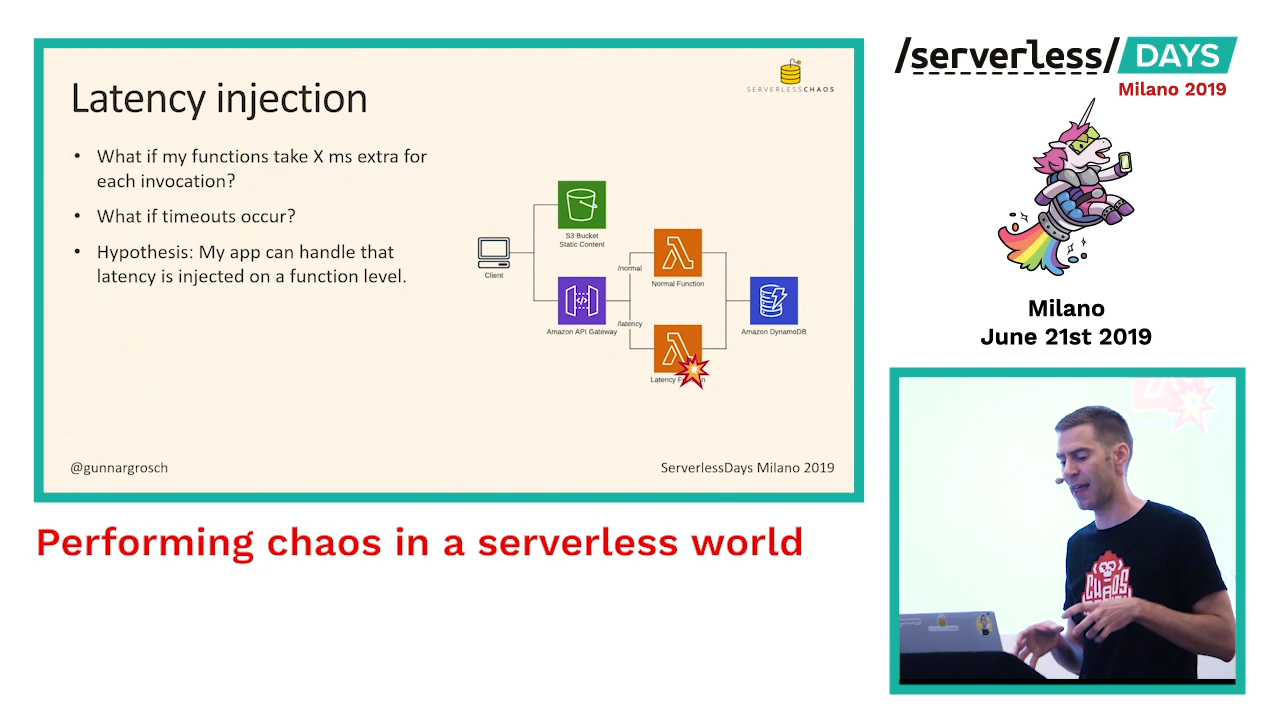 Latency injection
SERVERLESSCHAOS
• What if my functions take X ms extra for
each invocation?
• What if timeouts occur?
• Hypothesis: My app can handle that
latency is injected on a function level.
Client
S3 Bucket
Static Content
Amazon API Gateway
/normal
/latency
Normal Function
Latency
Amazon DynamoDB
@gunnargrosch
ServerlessDays Milano 2019
Performing chaos in a serverless world
/serverless/ DAYS
Milano 2019
Milano
June 21st 2019
CHAOS